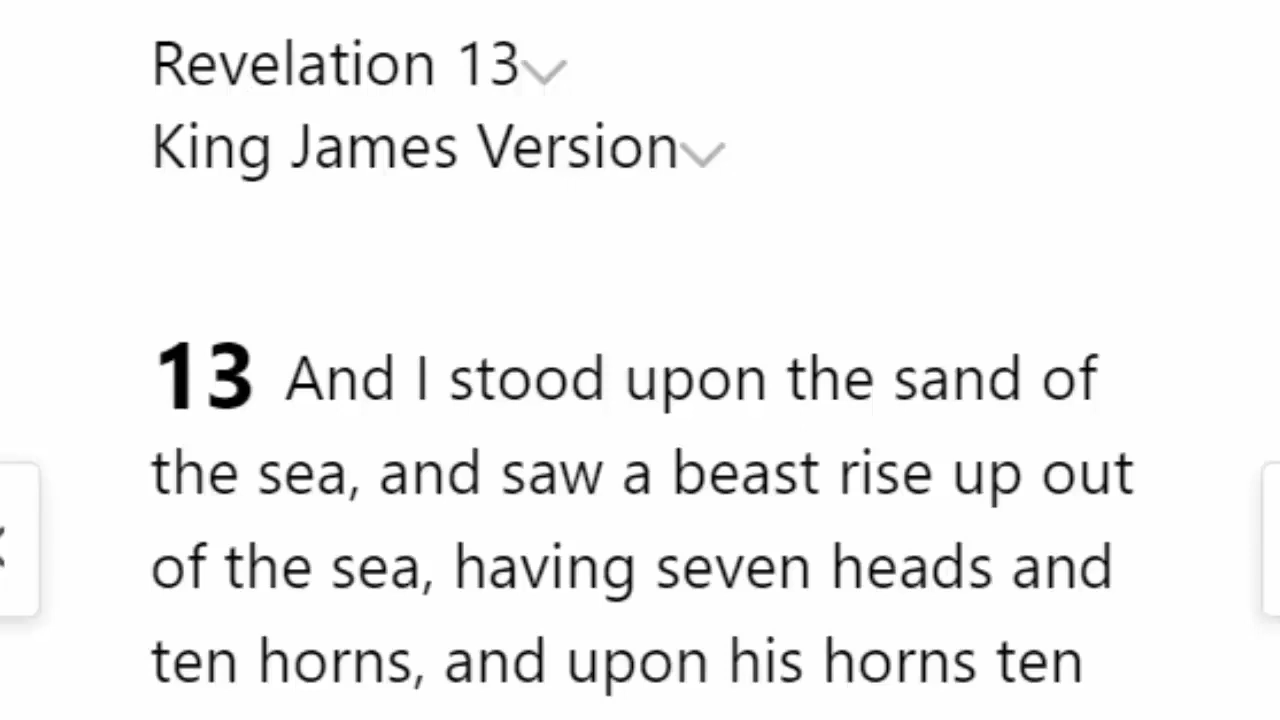 Revelation 13
King James Version
13 And I stood upon the sand of
the sea, and saw a beast rise up out
of the sea, having seven heads and
ten horns, and upon his horns ten